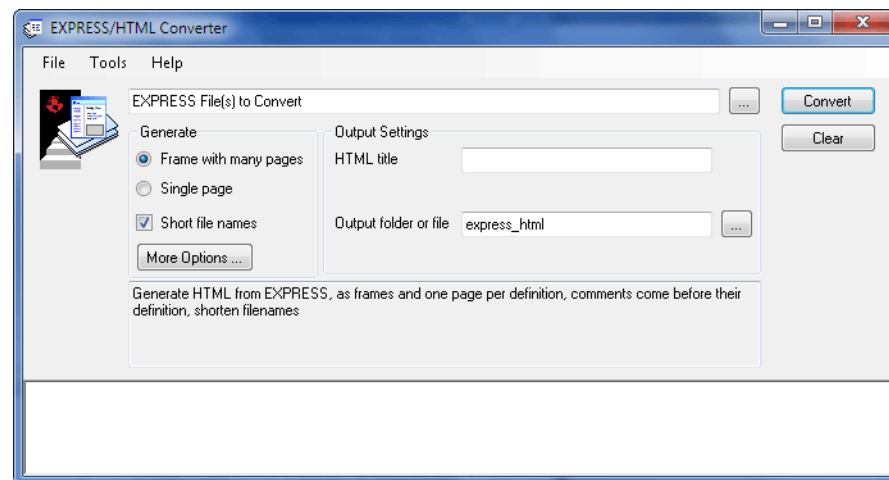 EXPRESS/HTML Converter
File Tools Help
EXPRESS File(s) to Convert
...
Convert
Clear
Generate
Frame with many pages
Single page
Short file names
More Options ...
Output Settings
HTML title
Output folder or file
express_html
...
Generate HTML from EXPRESS, as frames and one page per definition, comments come before their
definition, shorten filenames